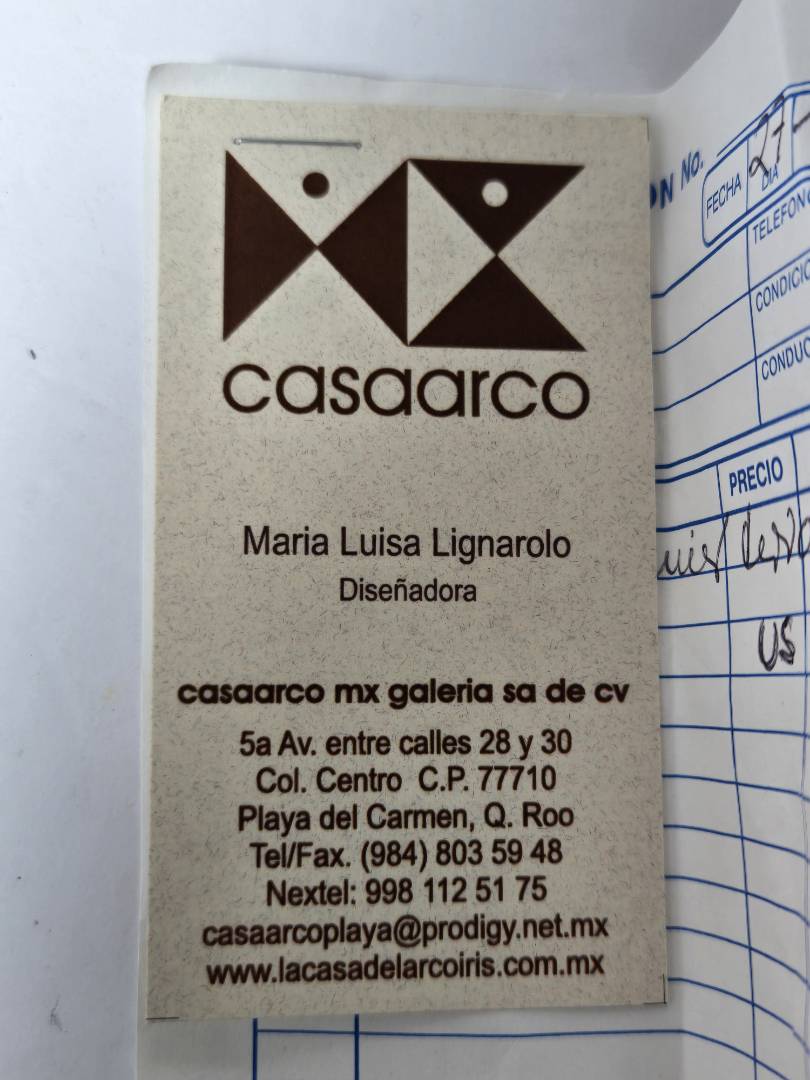 casaarco
Maria Luisa Lignarolo
Diseñadora
casaarco mx galeria sa de cv
5a Av. entre calles 28 y 30
Col. Centro C.P. 77710
Playa del Carmen, Q. Roo
Tel/Fax. (984) 803 59 48
Nextel: 998 112 51 75
casaarcoplaya@prodigy.net.mx
www.lacasadelarcoiris.com.mx
No.
FECHA
DIA
27
PRECIO
US